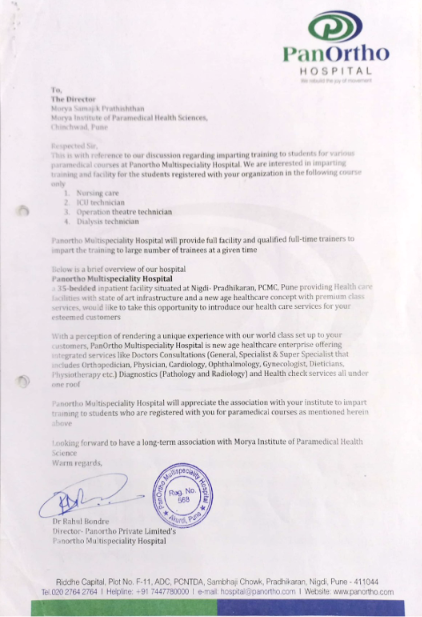 PanOrtho
HOSPITAL
We rebuild the joy of movement
To,
The Director
Morya Samajik Prathishthan
Morya Institute of Paramedical Health Sciences,
Chinchwad, Pune
Respected Sir,
This is with reference to our discussion regarding imparting training to students for various
paramedical courses at Panortho Multispeciality Hospital. We are interested in imparting
training and facility for the students registered with your organization in the following course
only
1. Nursing care
2. ICU technician
3. Operation theatre technician
4. Dialysis technician
Panortho Multispeciality Hospital will provide full facility and qualified full-time trainers to
impart the training to large number of trainees at a given time
Below is a brief overview of our hospital
Panortho Multispeciality Hospital
a 35-bedded inpatient facility situated at Nigdi- Pradhikaran, PCMC, Pune providing Health care
facilities with state of art infrastructure and a new age healthcare concept with premium class
services, would like to take this opportunity to introduce our health care services for your
esteemed customers
With a perception of rendering a unique experience with our world class set up to your
customers, PanOrtho Multispeciality Hospital is new age healthcare enterprise offering
integrated services like Doctors Consultations (General, Specialist & Super Specialist that
includes Orthopedician, Physician, Cardiology, Ophthalmology, Gynecologist, Dieticians,
Physiotherapy etc.) Diagnostics (Pathology and Radiology) and Health check services all under
one roof
Panortho Multispeciality Hospital will appreciate the association with your institute to impart
training to students who are registered with you for paramedical courses as mentioned herein
above
Looking forward to have a long-term association with Morya Institute of Paramedical Health
Science
Warm regards,
PanOrtho Multispeciality Hospital
Reg. No.
568
Akurdi, Pune
Dr Rahul Bondre
Director- Panortho Private Limited's
Panortho Multispeciality Hospital
Riddhe Capital, Plot No. F-11, ADC, PCNTDA, Sambhaji Chowk, Pradhikaran, Nigdi, Pune - 411044
Tel.020 2764 2764 | Helpline: +91 7447780000 | e-mail: hospital@panortho.com | Website: www.panortho.com